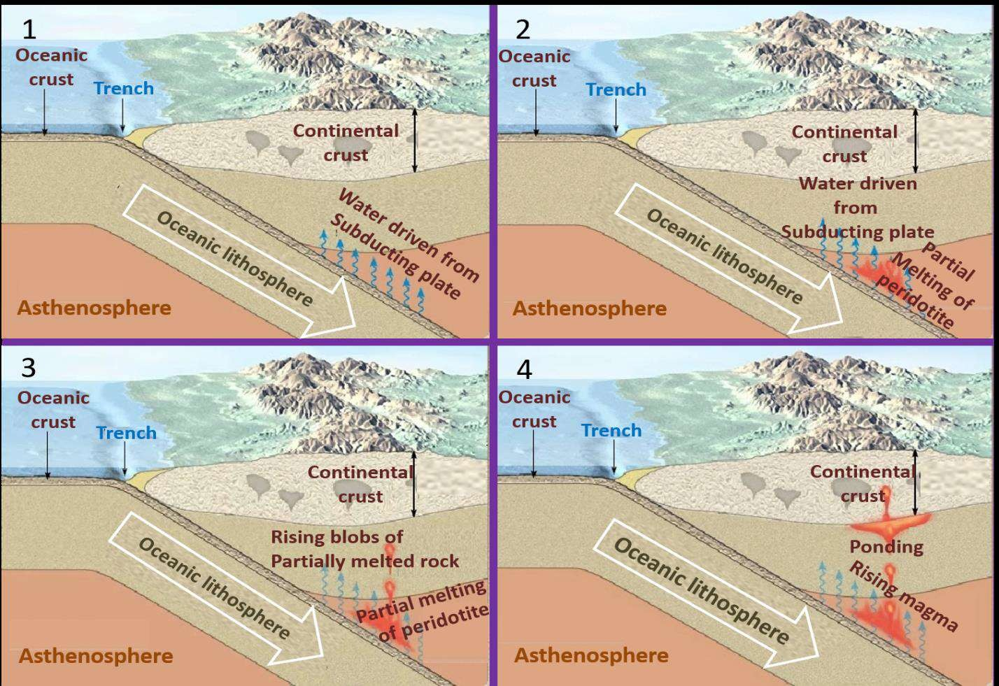 1
Oceanic
crust
Trench
Continental
crust
Water driven from
Subducting plate
Oceanic lithosphere
Asthenosphere
2
Oceanic
crust
Trench
Continental
crust
Water driven
from
Subducting plate
Partial
Melting of
peridotite
Oceanic lithosphere
Asthenosphere
3
Oceanic
crust
Trench
Continental
crust
Rising blobs of
Partially melted rock
Partial melting
of peridotite
Oceanic lithosphere
Asthenosphere
4
Oceanic
crust
Trench
Continental
crust
Ponding
Rising magma
Oceanic lithosphere
Asthenosphere